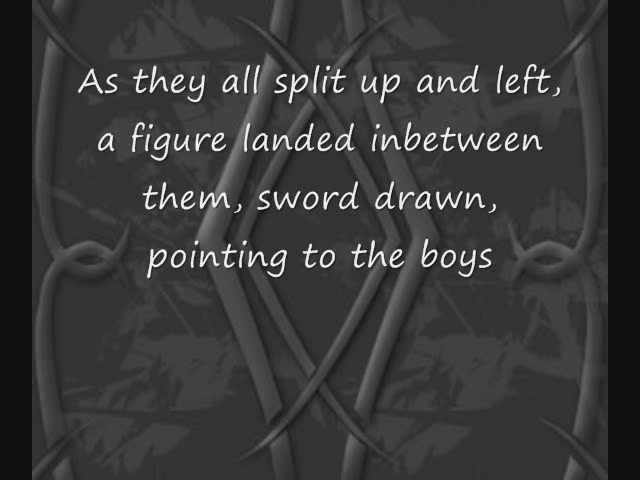 As they all split up and left,
a figure landed inbetween
them, sword drawn,
pointing to the boys